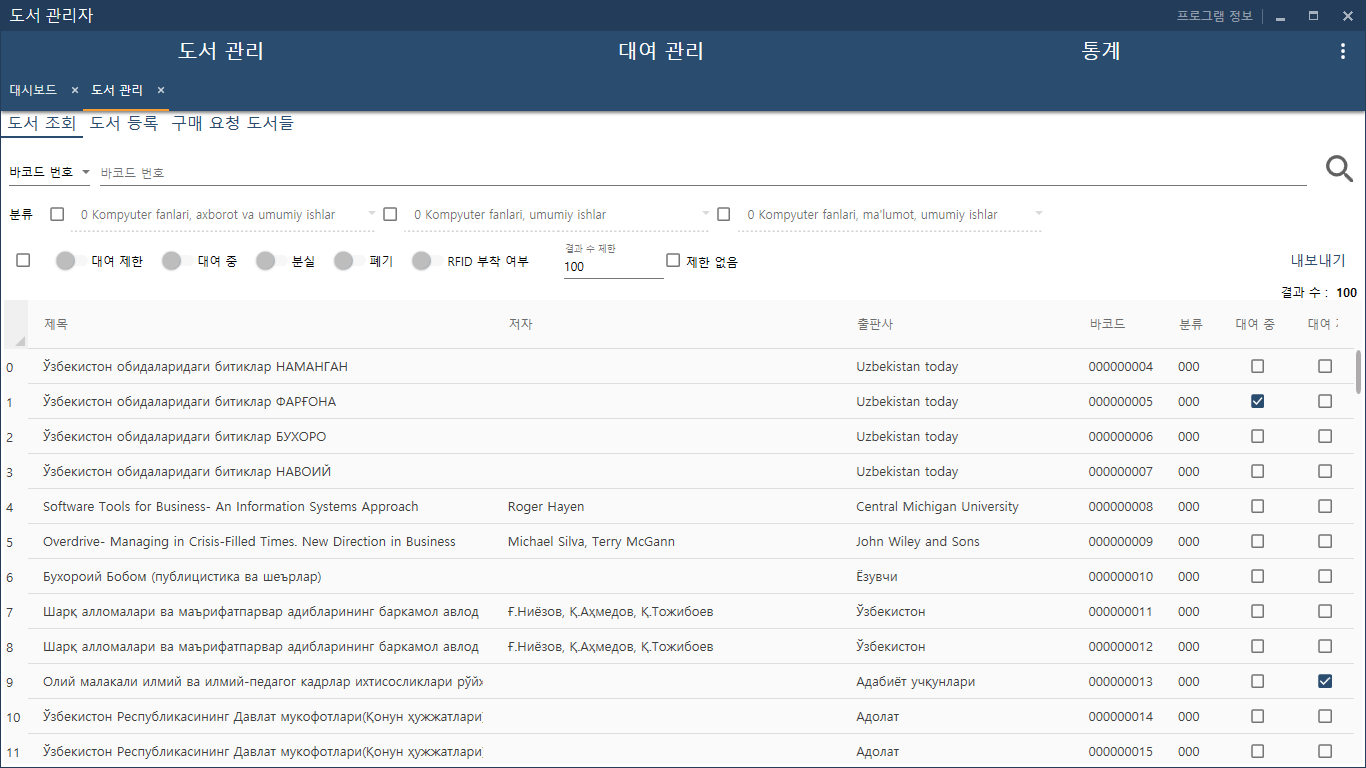 도서 관리자 프로그램 정보
도서 관리 대여 관리 통계
대시보드 × 도서 관리 ×
도서 조회 도서 등록 구매 요청 도서들
바코드 번호 바코드 번호
분류 0 Kompyuter fanlari, axborot va umumiy ishlar 0 Kompyuter fanlari, umumiy ishlar 0 Kompyuter fanlari, ma'lumot, umumiy ishlar
결과 수 제한
대여 제한 대여 중 분실 폐기 RFID 부착 여부 100 제한 없음 내보내기
결과 수 : 100
제목 저자 출판사 바코드 분류 대여 중 대여
0 Ўзбекистон обидаларидаги битиклар НАМАНГАН Uzbekistan today 000000004 000
1 Ўзбекистон обидаларидаги битиклар ФАРҒОНА Uzbekistan today 000000005 000
2 Ўзбекистон обидаларидаги битиклар БУХОРО Uzbekistan today 000000006 000
3 Ўзбекистон обидаларидаги битиклар НАВОИЙ Uzbekistan today 000000007 000
4 Software Tools for Business- An Information Systems Approach Roger Hayen Central Michigan University 000000008 000
5 Overdrive- Managing in Crisis-Filled Times. New Direction in Business Michael Silva, Terry McGann John Wiley and Sons 000000009 000
6 Бухороий Бобом (публицистика ва шеърлар) Ёзувчи 000000010 000
7 Шарқ алломалари ва маърифатпарвар адибларининг баркамол авлод Ғ.Ниёзов, Қ.Аҳмедов, Қ.Тожибоев Ўзбекистон 000000011 000
8 Шарқ алломалари ва маърифатпарвар адибларининг баркамол авлод Ғ.Ниёзов, Қ.Аҳмедов, Қ.Тожибоев Ўзбекистон 000000012 000
9 Олий малакали илмий ва илмий-педагог кадрлар ихтисосликлари Адабиёт учқунлари 000000013 000
10 Ўзбекистон Республикасининг Давлат мукофотлари(Қонун ҳужжатлари) Адолат 000000014 000
11 Ўзбекистон Республикасининг Давлат мукофотлари(Қонун ҳужжатлари) Адолат 000000015 000